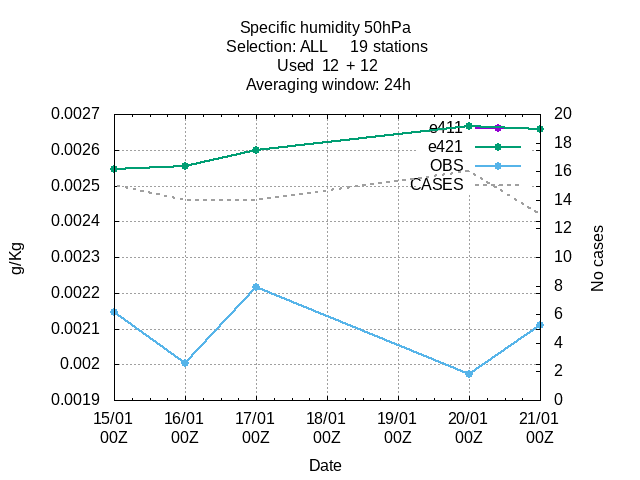 Specific humidity 50hPa
Selection: ALL 19 stations
Used 12 + 12
Averaging window: 24h
0.0027 20
e411 18
0.0026 e421
OBS 16
0.0025 CASES
14
0.0024 12
0.0023 10
0.0022 8
6
0.0021 4
0.002 2
0.0019 0
g/Kg
No cases
15/01 16/01 17/01 18/01 19/01 20/01 21/01
00Z 00Z 00Z 00Z 00Z 00Z 00Z
Date